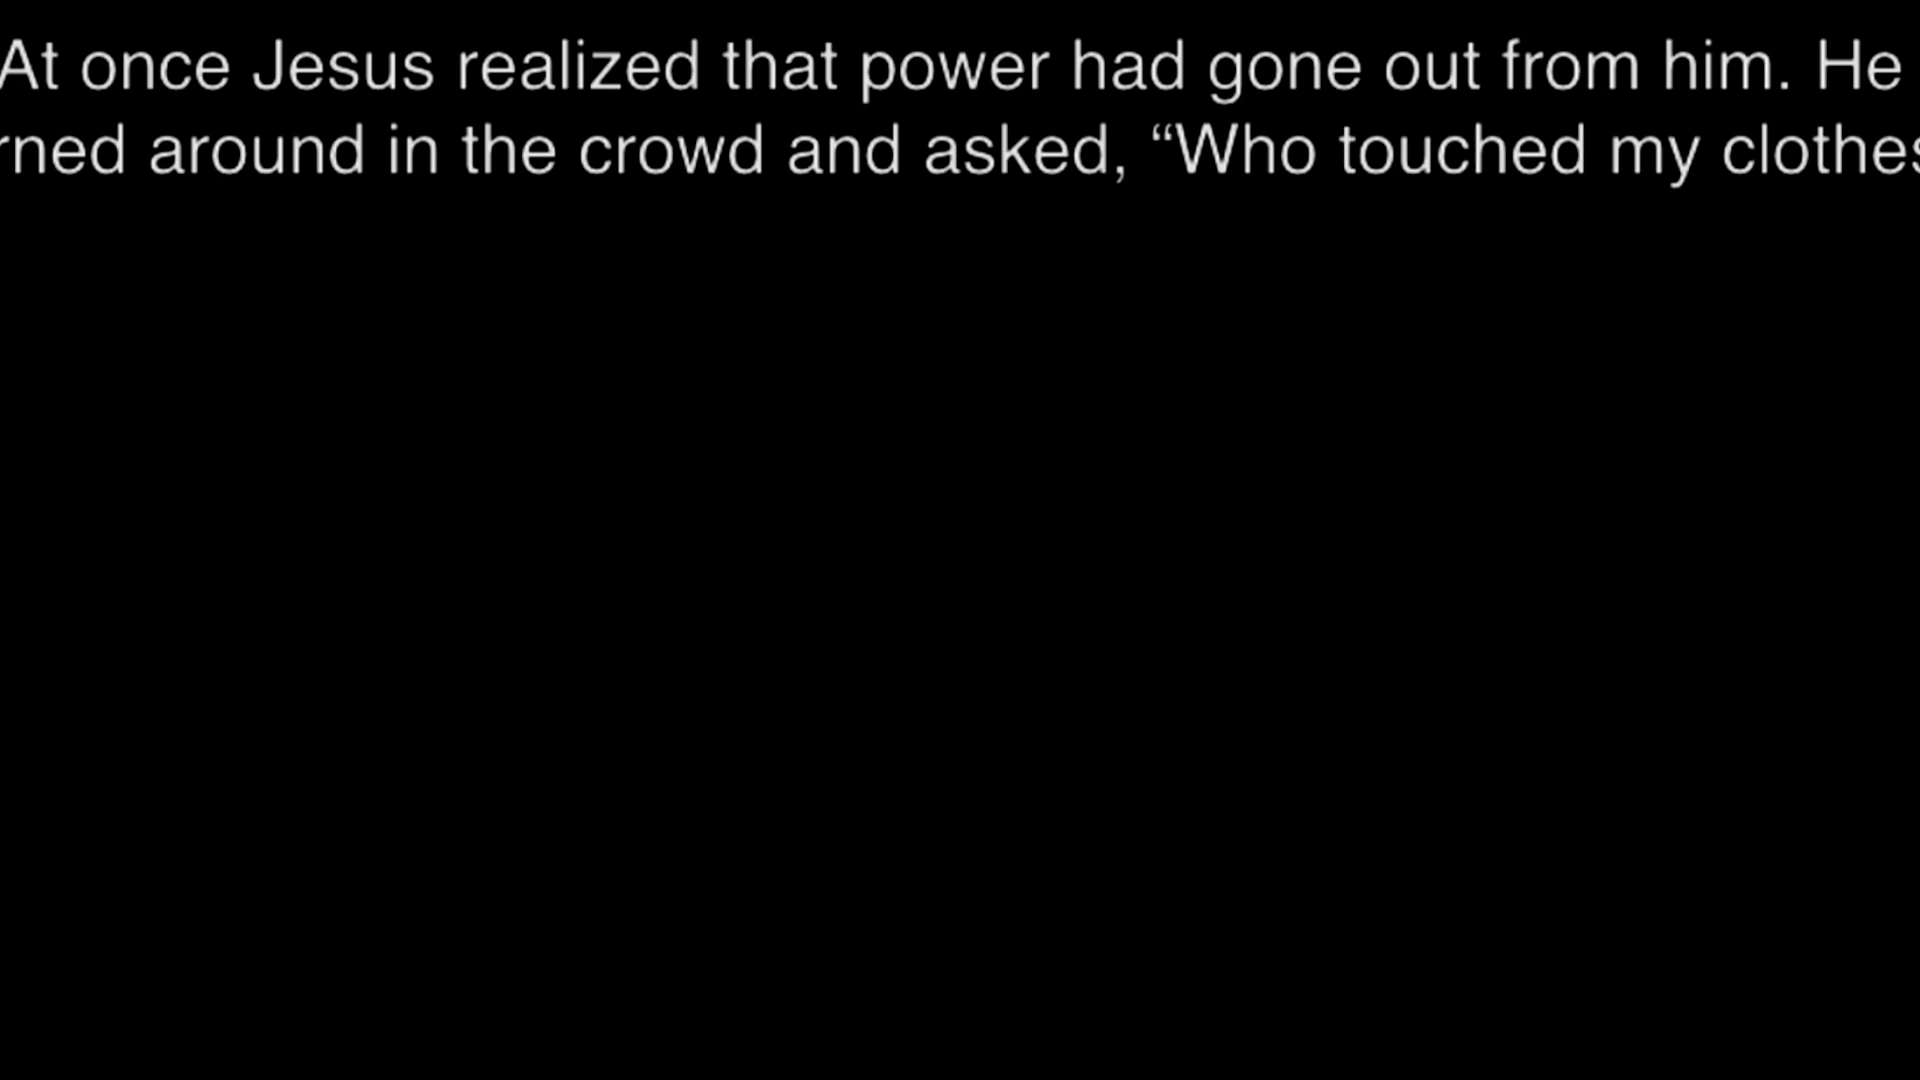 At once Jesus realized that power had gone out from him. He
rned around in the crowd and asked, “Who touched my clothes